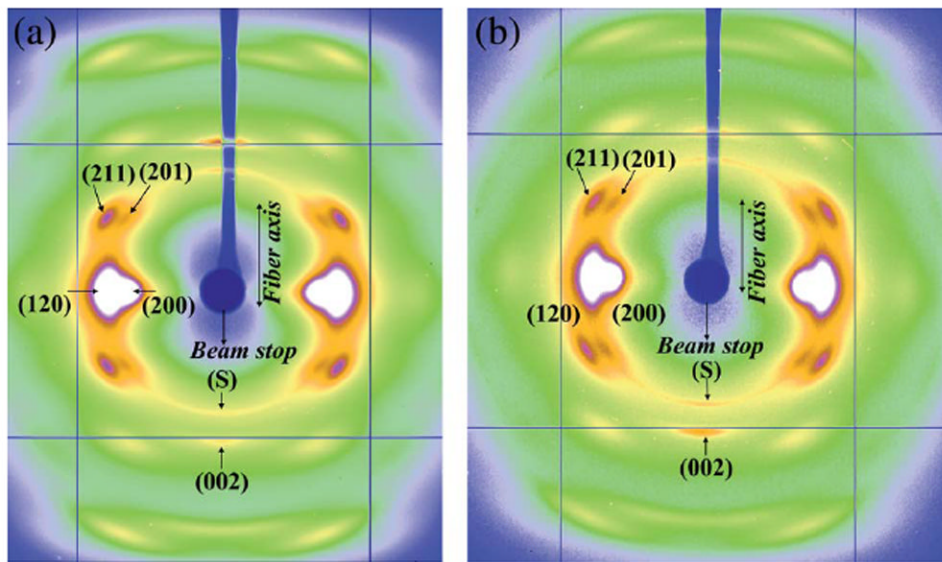 (a)
(211) (201)
Fiber axis
(120) (200)
Beam stop
(S)
(002)
(b)
(211) (201)
Fiber axis
(120) (200)
Beam stop
(S)
(002)